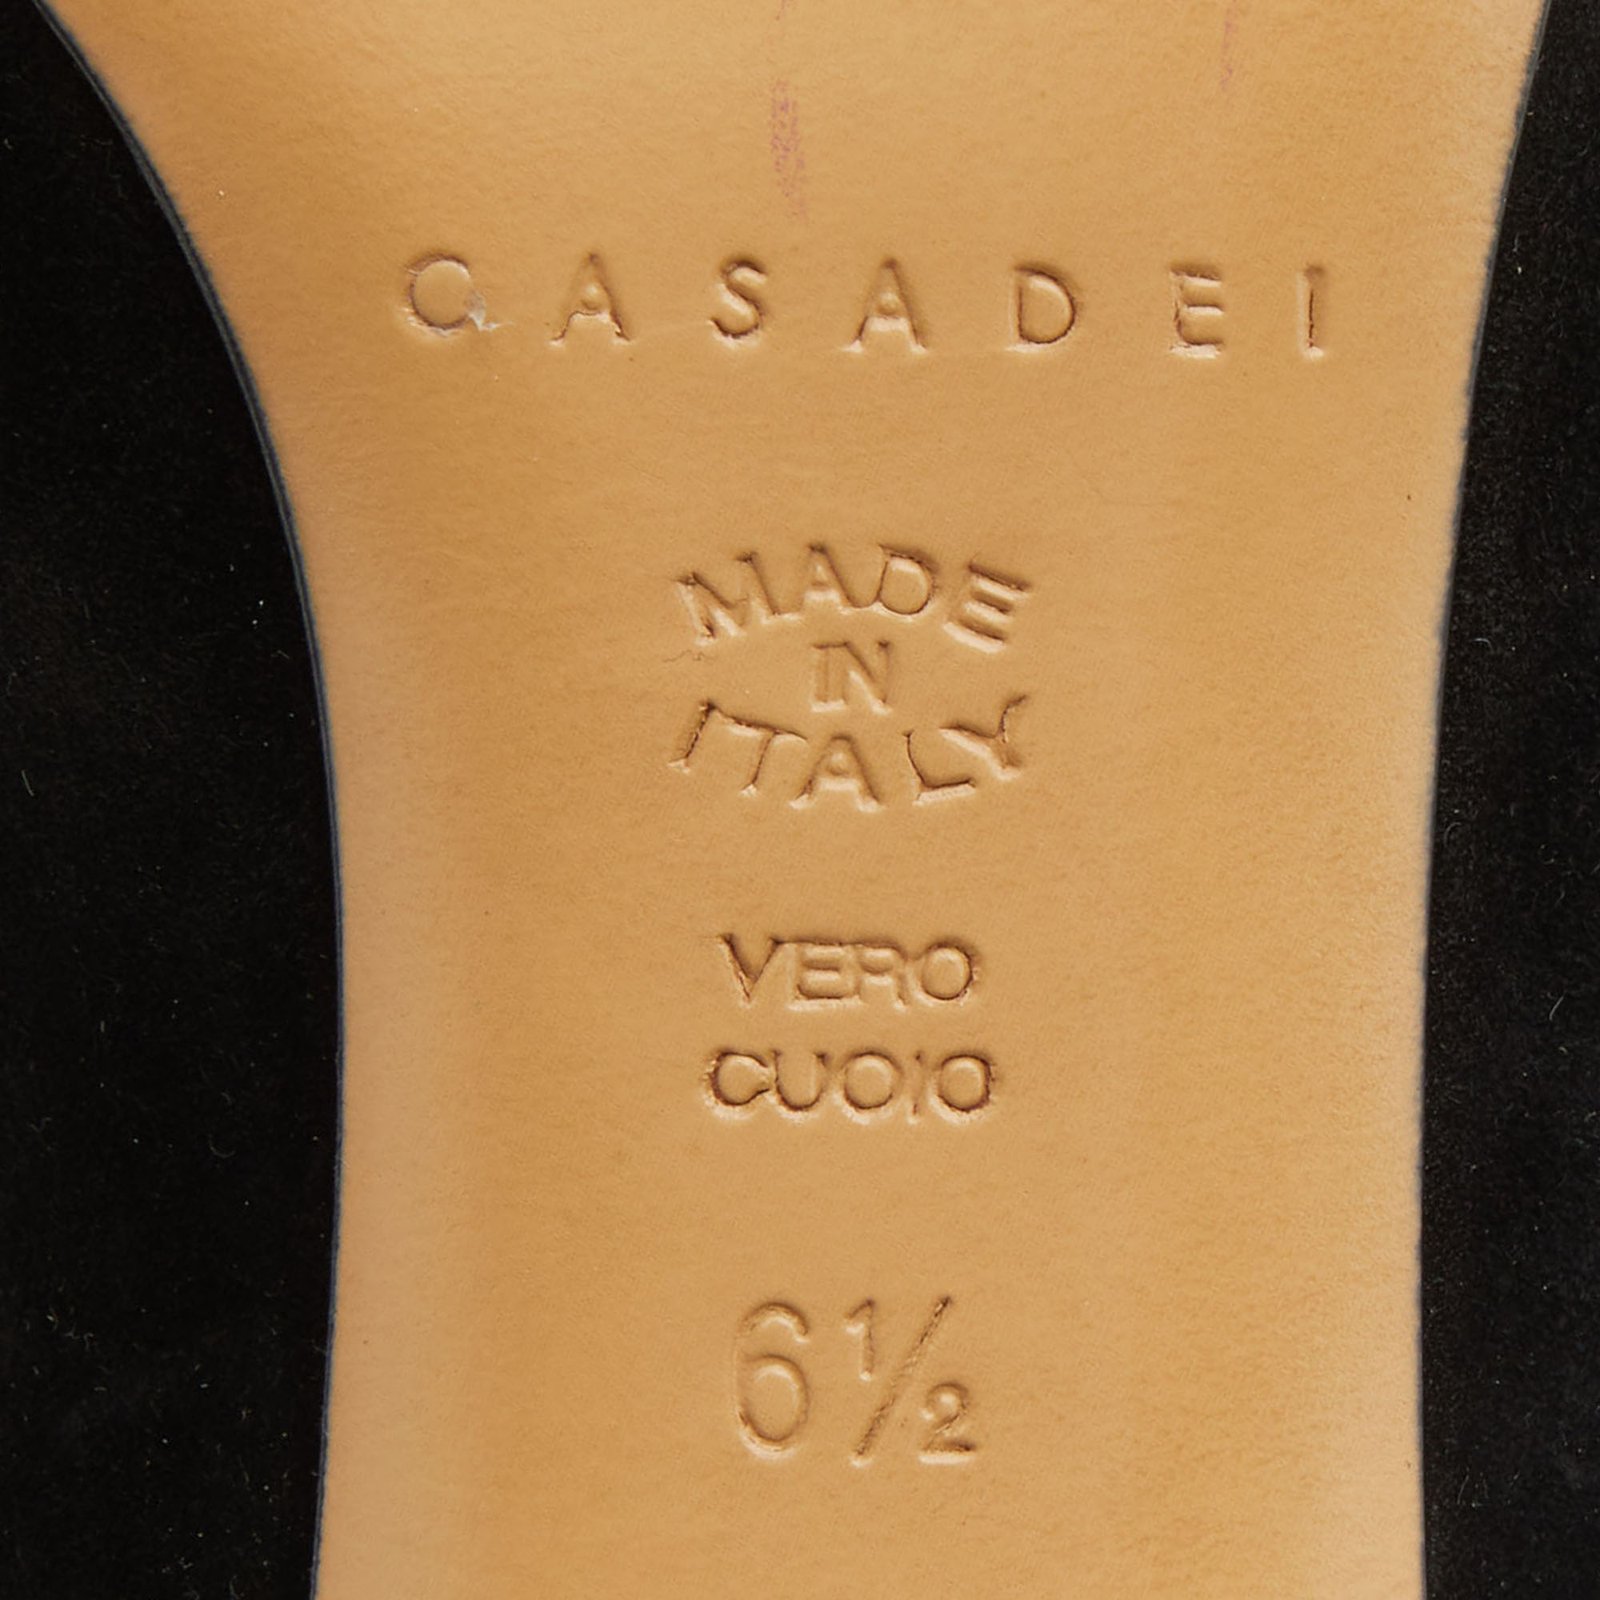 CASADEI
MADE
IN
ITALY
VERO
CUOIO
6½